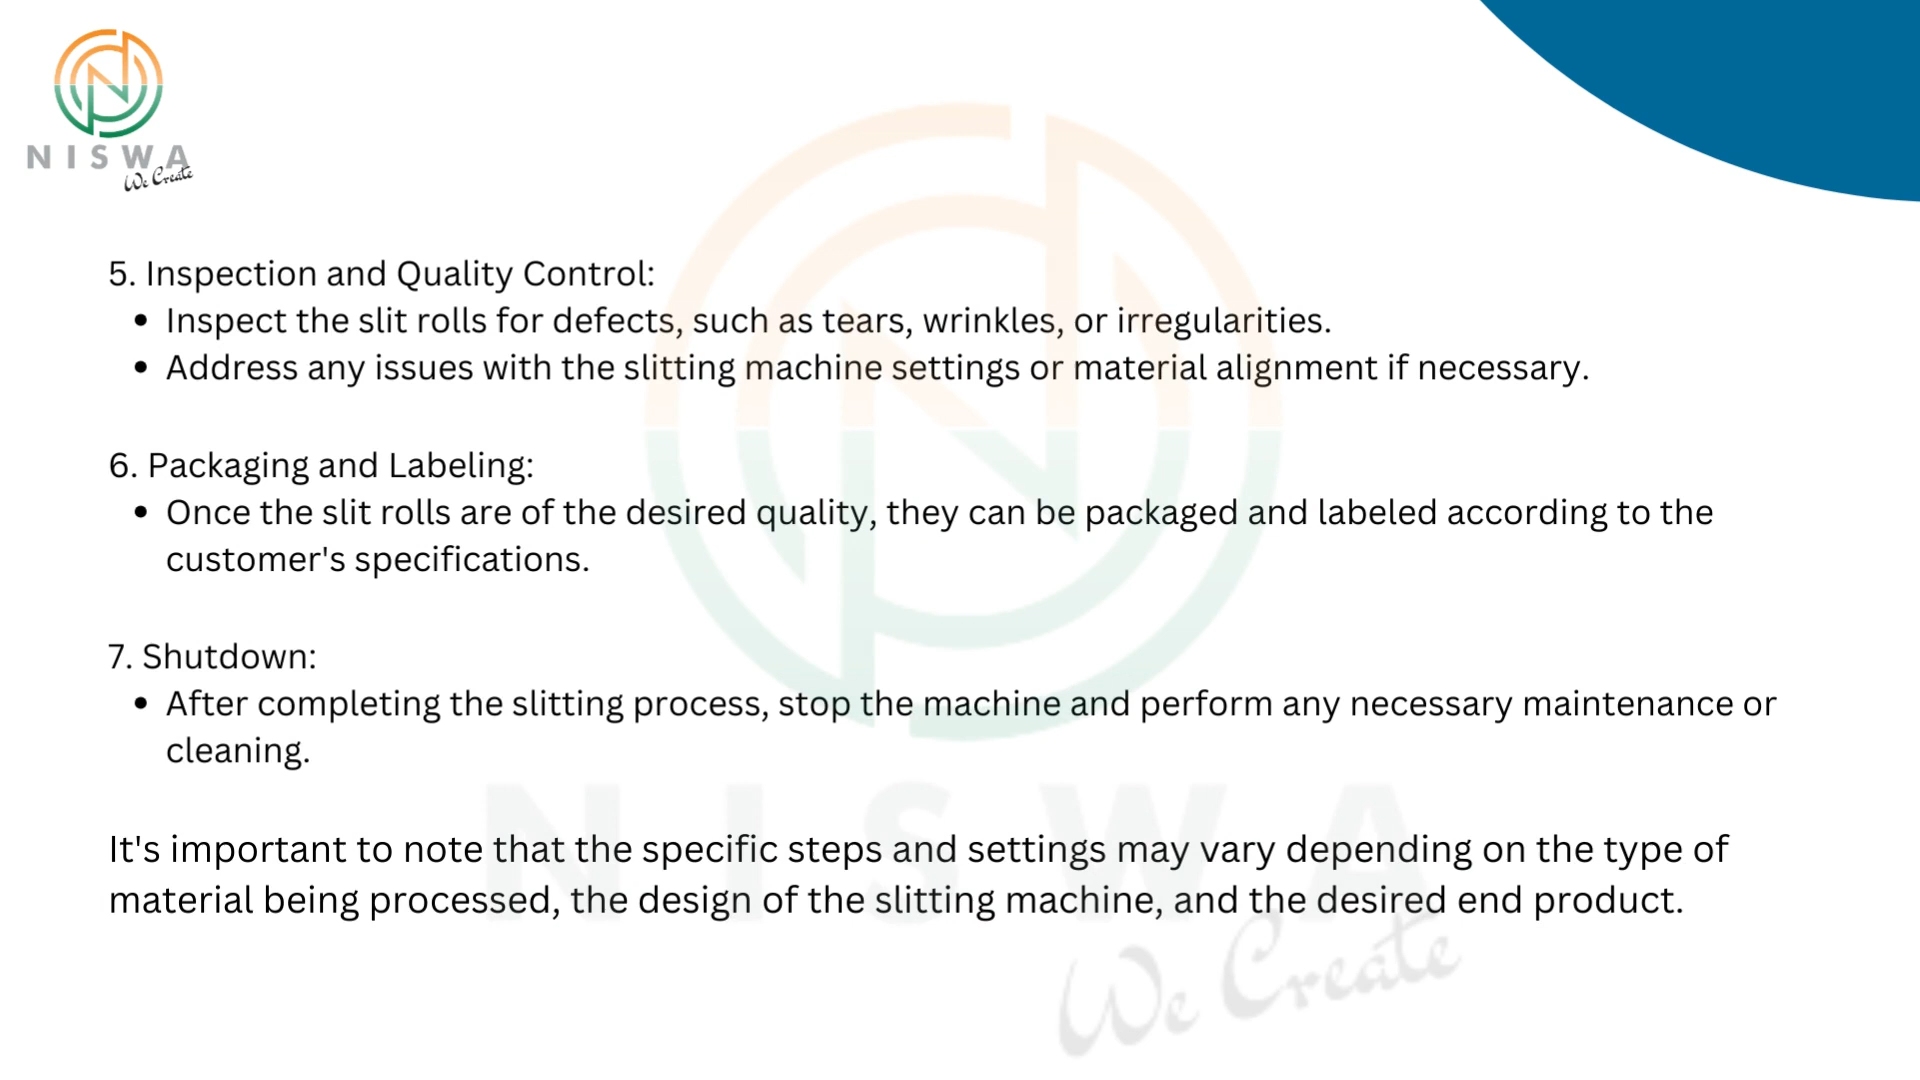 NISWA
We Create
5. Inspection and Quality Control:
• Inspect the slit rolls for defects, such as tears, wrinkles, or irregularities.
• Address any issues with the slitting machine settings or material alignment if necessary.
6. Packaging and Labeling:
• Once the slit rolls are of the desired quality, they can be packaged and labeled according to the
customer's specifications.
7. Shutdown:
• After completing the slitting process, stop the machine and perform any necessary maintenance or
cleaning.
It's important to note that the specific steps and settings may vary depending on the type of
material being processed, the design of the slitting machine, and the desired end product.
NISWA
We Create